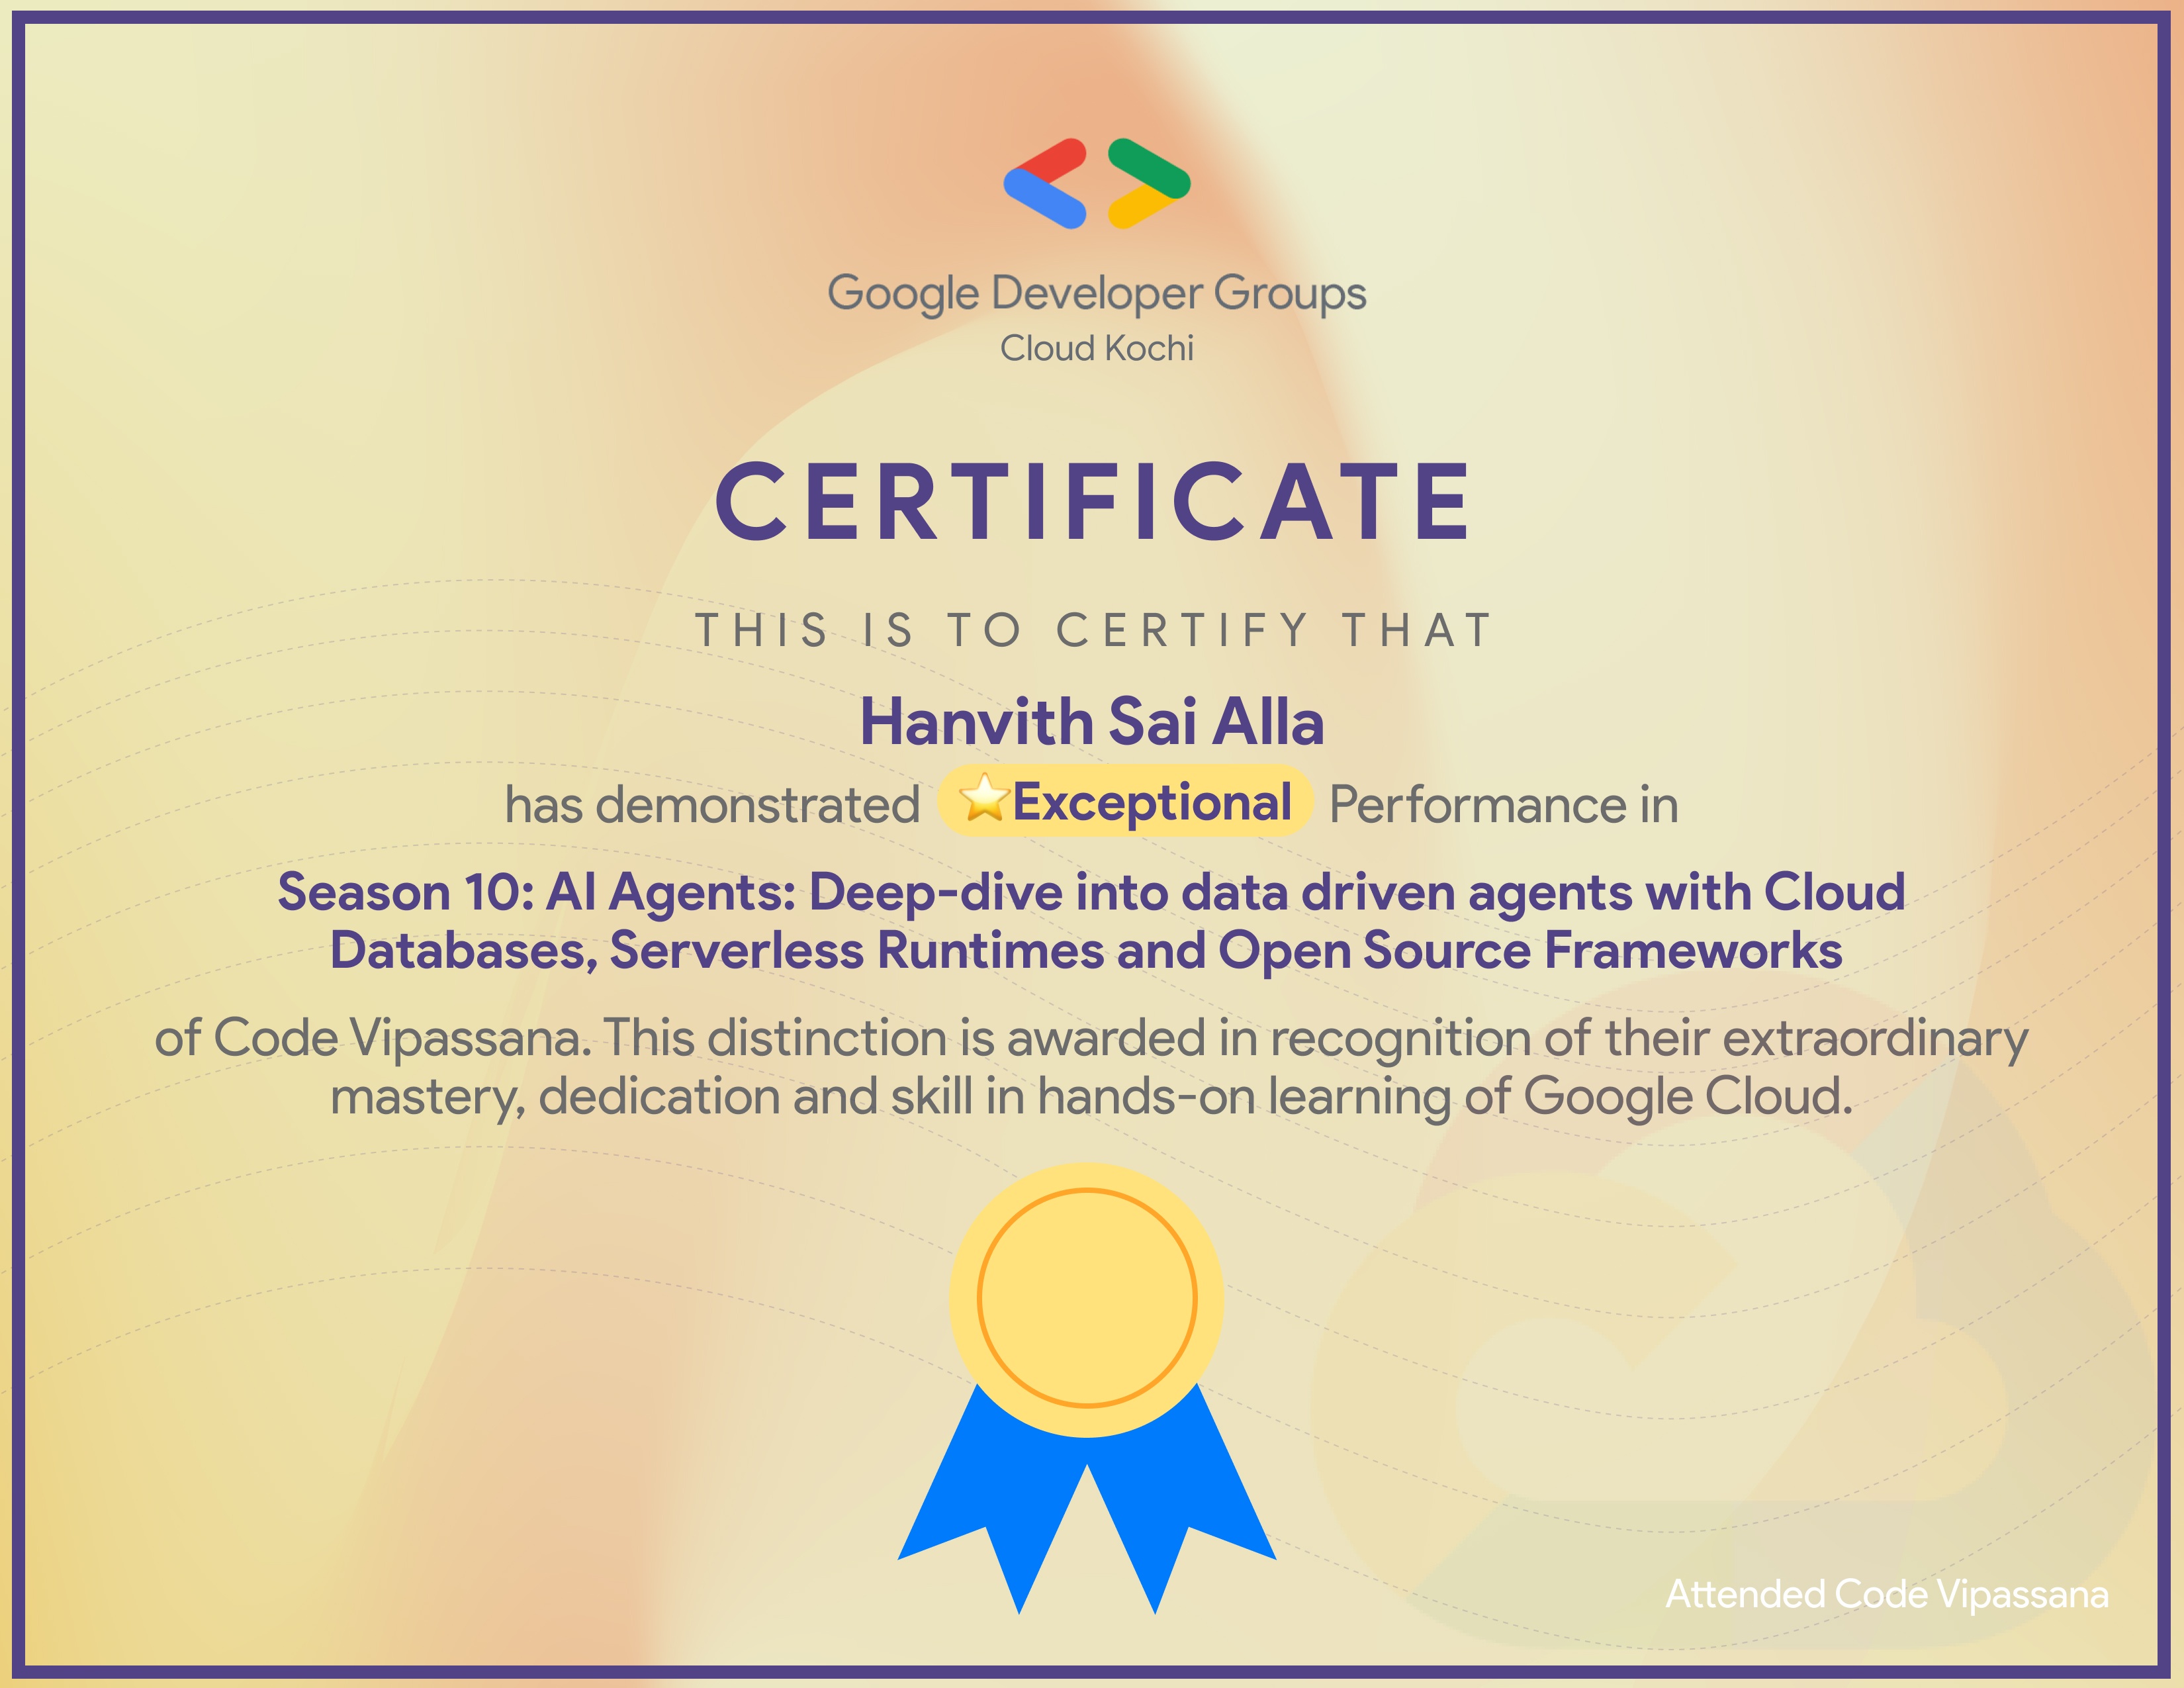 Google Developer Groups
Cloud Kochi
CERTIFICATE
THIS IS TO CERTIFY THAT
Hanvith Sai Alla
has demonstrated ⭐Exceptional Performance in
Season 10: AI Agents: Deep-dive into data driven agents with Cloud
Databases, Serverless Runtimes and Open Source Frameworks
of Code Vipassana. This distinction is awarded in recognition of their extraordinary
mastery, dedication and skill in hands-on learning of Google Cloud.
Attended Code Vipassana